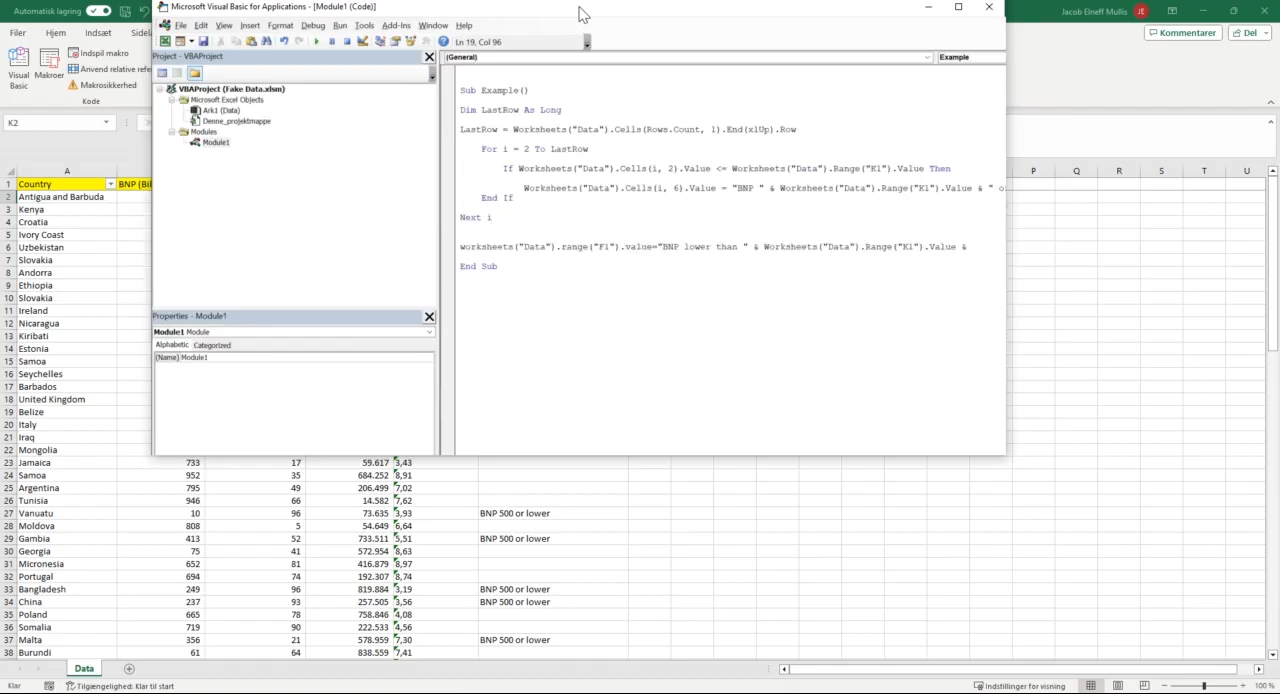 Automatisk lagring
Microsoft Visual Basic for Applications - [Module1 (Code)]
Jacob Elneff Mullis JE
Filer Hjem Indsæt
File Edit View Insert Format Debug Run Tools Add-Ins Window Help
Kommentarer Del
Ln 19, Col 96
Indspil makro
Anvend relative
Makrosikkerhed
Visual Basic Makroer
Kode
Project - VBAProject
(General) Example
VBAProject (Fake Data.xlsm)
Microsoft Excel Objects
Ark1 (Data)
Denne_projektmappe
Modules
Module1
Sub Example()
Dim LastRow As Long
LastRow = Worksheets("Data").Cells(Rows.Count, 1).End(xlUp).Row
For i = 2 To LastRow
If Worksheets("Data").Cells(i, 2).Value <= Worksheets("Data").Range("K1").Value Then
Worksheets("Data").Cells(i, 6).Value = "BNP " & Worksheets("Data").Range("K1").Value & " o
End If
Next i
worksheets("Data").range("F1").value="BNP lower than " & Worksheets("Data").Range("K1").Value &
End Sub
Properties - Module1
Module1 Module
Alphabetic Categorized
(Name) Module1
K2
A P Q R S T U
1 Country BNP (Bil
2 Antigua and Barbuda
3 Kenya
4 Croatia
5 Ivory Coast
6 Uzbekistan
7 Slovakia
8 Andorra
9 Ethiopia
10 Slovakia
11 Ireland
12 Nicaragua
13 Kiribati
14 Estonia
15 Samoa
16 Seychelles
17 Barbados
18 United Kingdom
19 Belize
20 Italy
21 Iraq
22 Mongolia
23 Jamaica 733 17 59.617 3,43
24 Samoa 952 35 684.252 8,91
25 Argentina 795 49 206.499 7,02
26 Tunisia 946 66 14.582 7,62
27 Vanuatu 10 96 73.635 3,93 BNP 500 or lower
28 Moldova 808 5 54.649 6,64
29 Gambia 413 52 733.511 3,51 BNP 500 or lower
30 Georgia 75 41 572.954 8,63
31 Micronesia 652 81 416.879 8,97
32 Portugal 694 74 192.307 8,74
33 Bangladesh 249 96 819.884 3,19 BNP 500 or lower
34 China 237 93 257.505 3,56 BNP 500 or lower
35 Poland 665 78 758.846 4,08
36 Somalia 719 90 222.533 4,56
37 Malta 356 21 578.959 7,30 BNP 500 or lower
38 Burundi 61 64 838.559 7,41
Data
Klar Tilgængelighed: Klar til start Indstillinger for visning 100 %